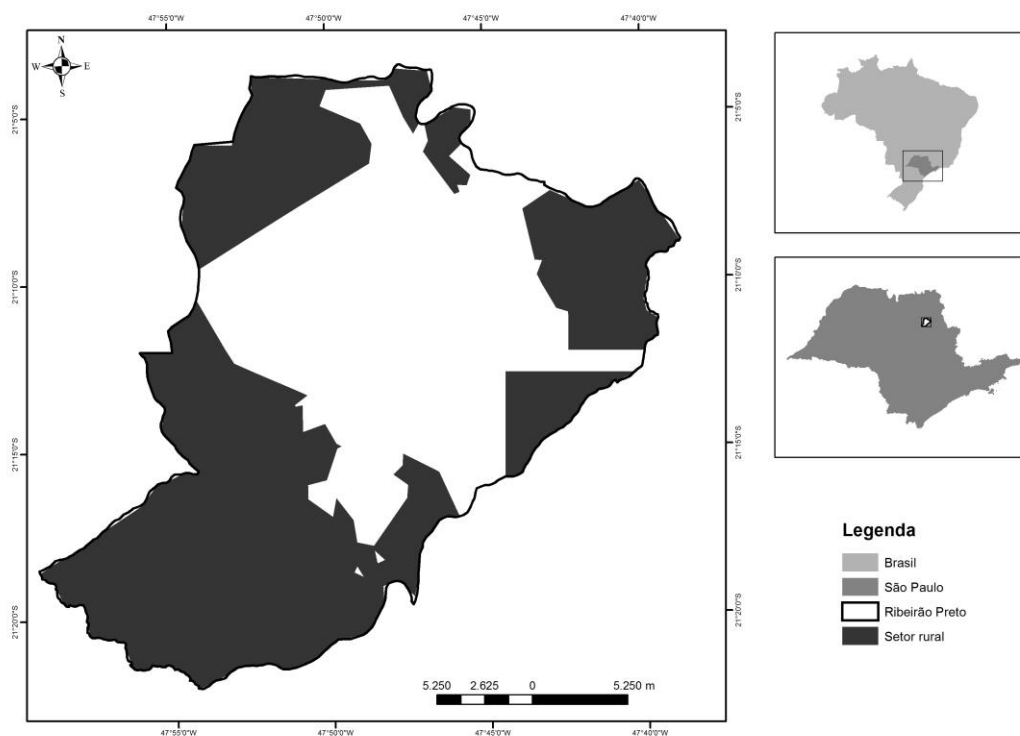 47°55'0"W 47°50'0"W 47°45'0"W 47°40'0"W
N
W E
S
21°5'0"S 21°5'0"S
21°10'0"S 21°10'0"S
21°15'0"S 21°15'0"S
21°20'0"S 21°20'0"S
5.250 2.625 0 5.250 m
47°55'0"W 47°50'0"W 47°45'0"W 47°40'0"W
Legenda
Brasil
São Paulo
Ribeirão Preto
Setor rural